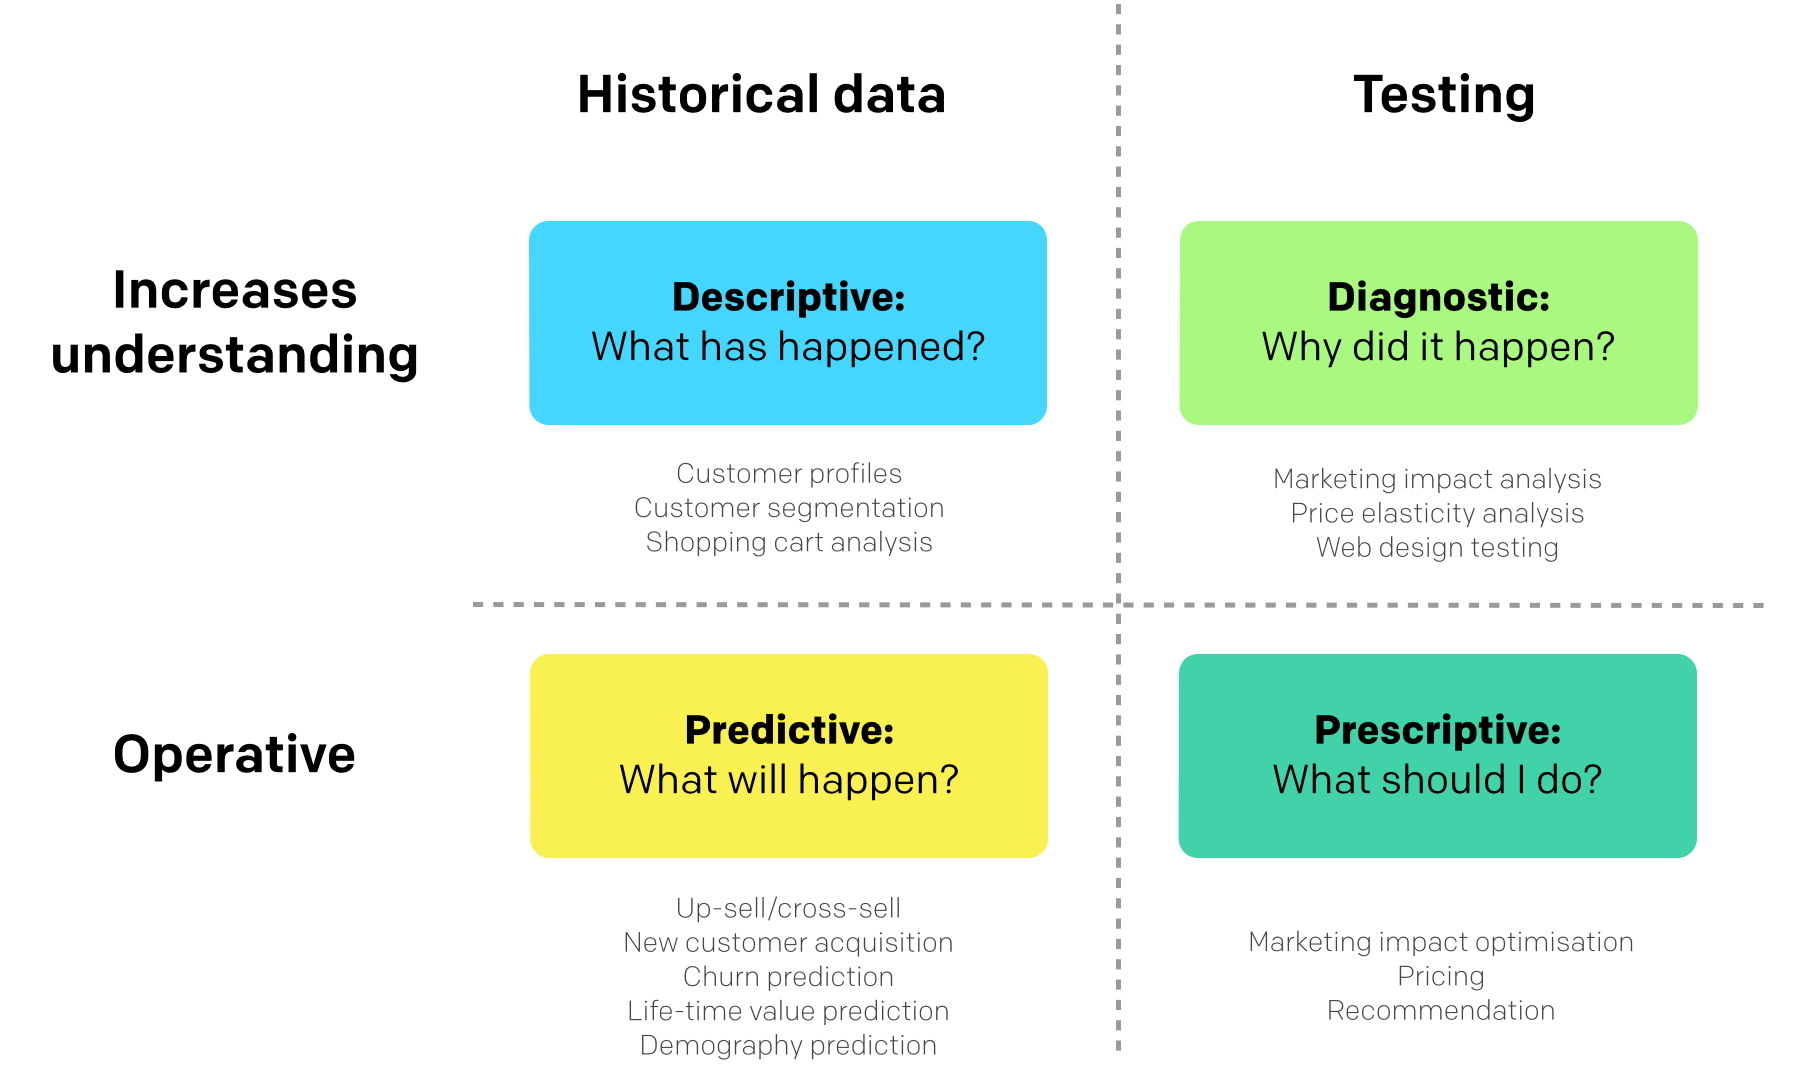 Historical data
Testing
Increases
understanding
Descriptive:
What has happened?
Customer profiles
Customer segmentation
Shopping cart analysis
Diagnostic:
Why did it happen?
Marketing impact analysis
Price elasticity analysis
Web design testing
Operative
Predictive:
What will happen?
Up-sell/cross-sell
New customer acquisition
Churn prediction
Life-time value prediction
Demography prediction
Prescriptive:
What should I do?
Marketing impact optimisation
Pricing
Recommendation